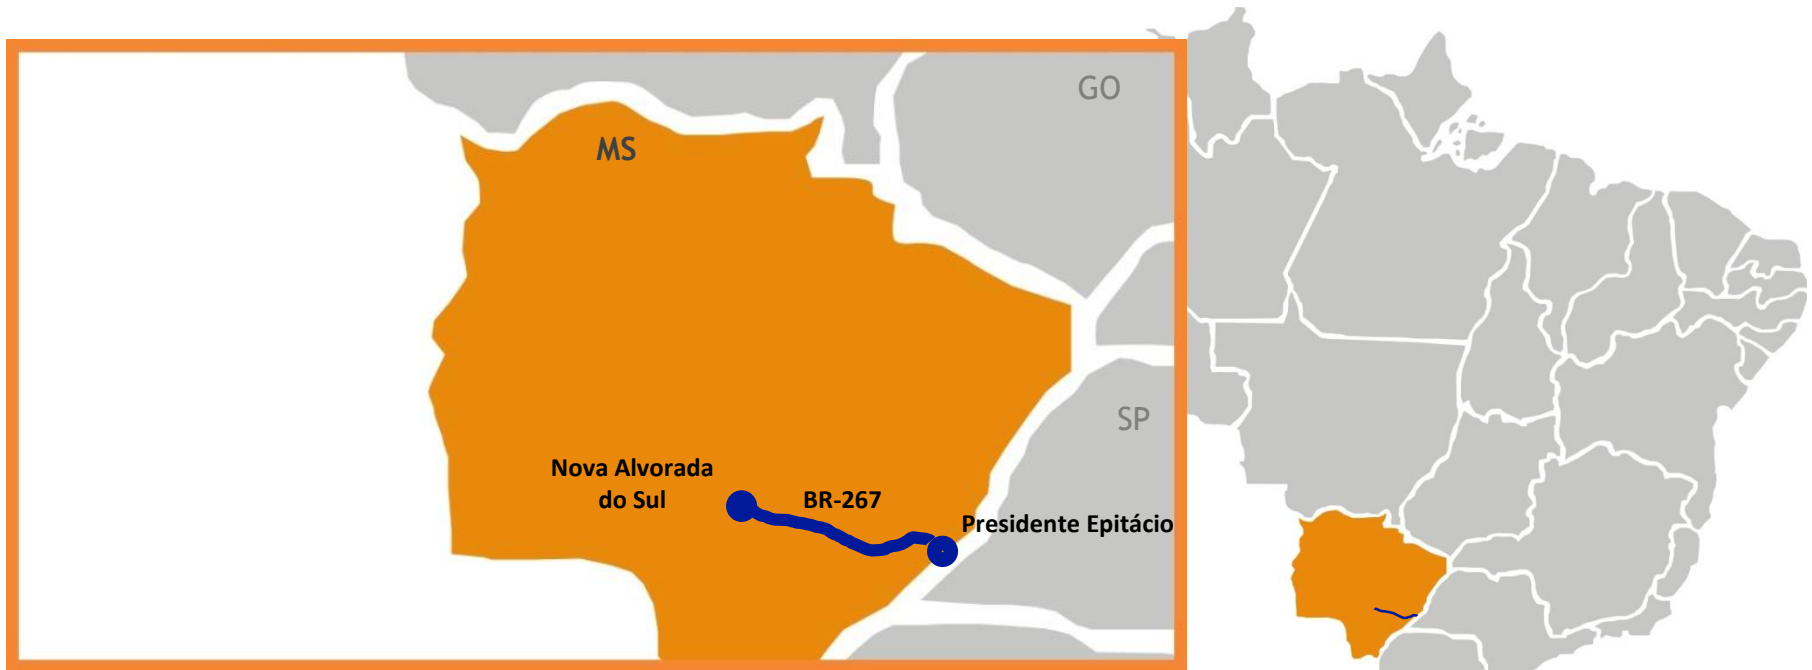 GO
MS
SP
Nova Alvorada
do Sul
BR-267
Presidente Epitácio